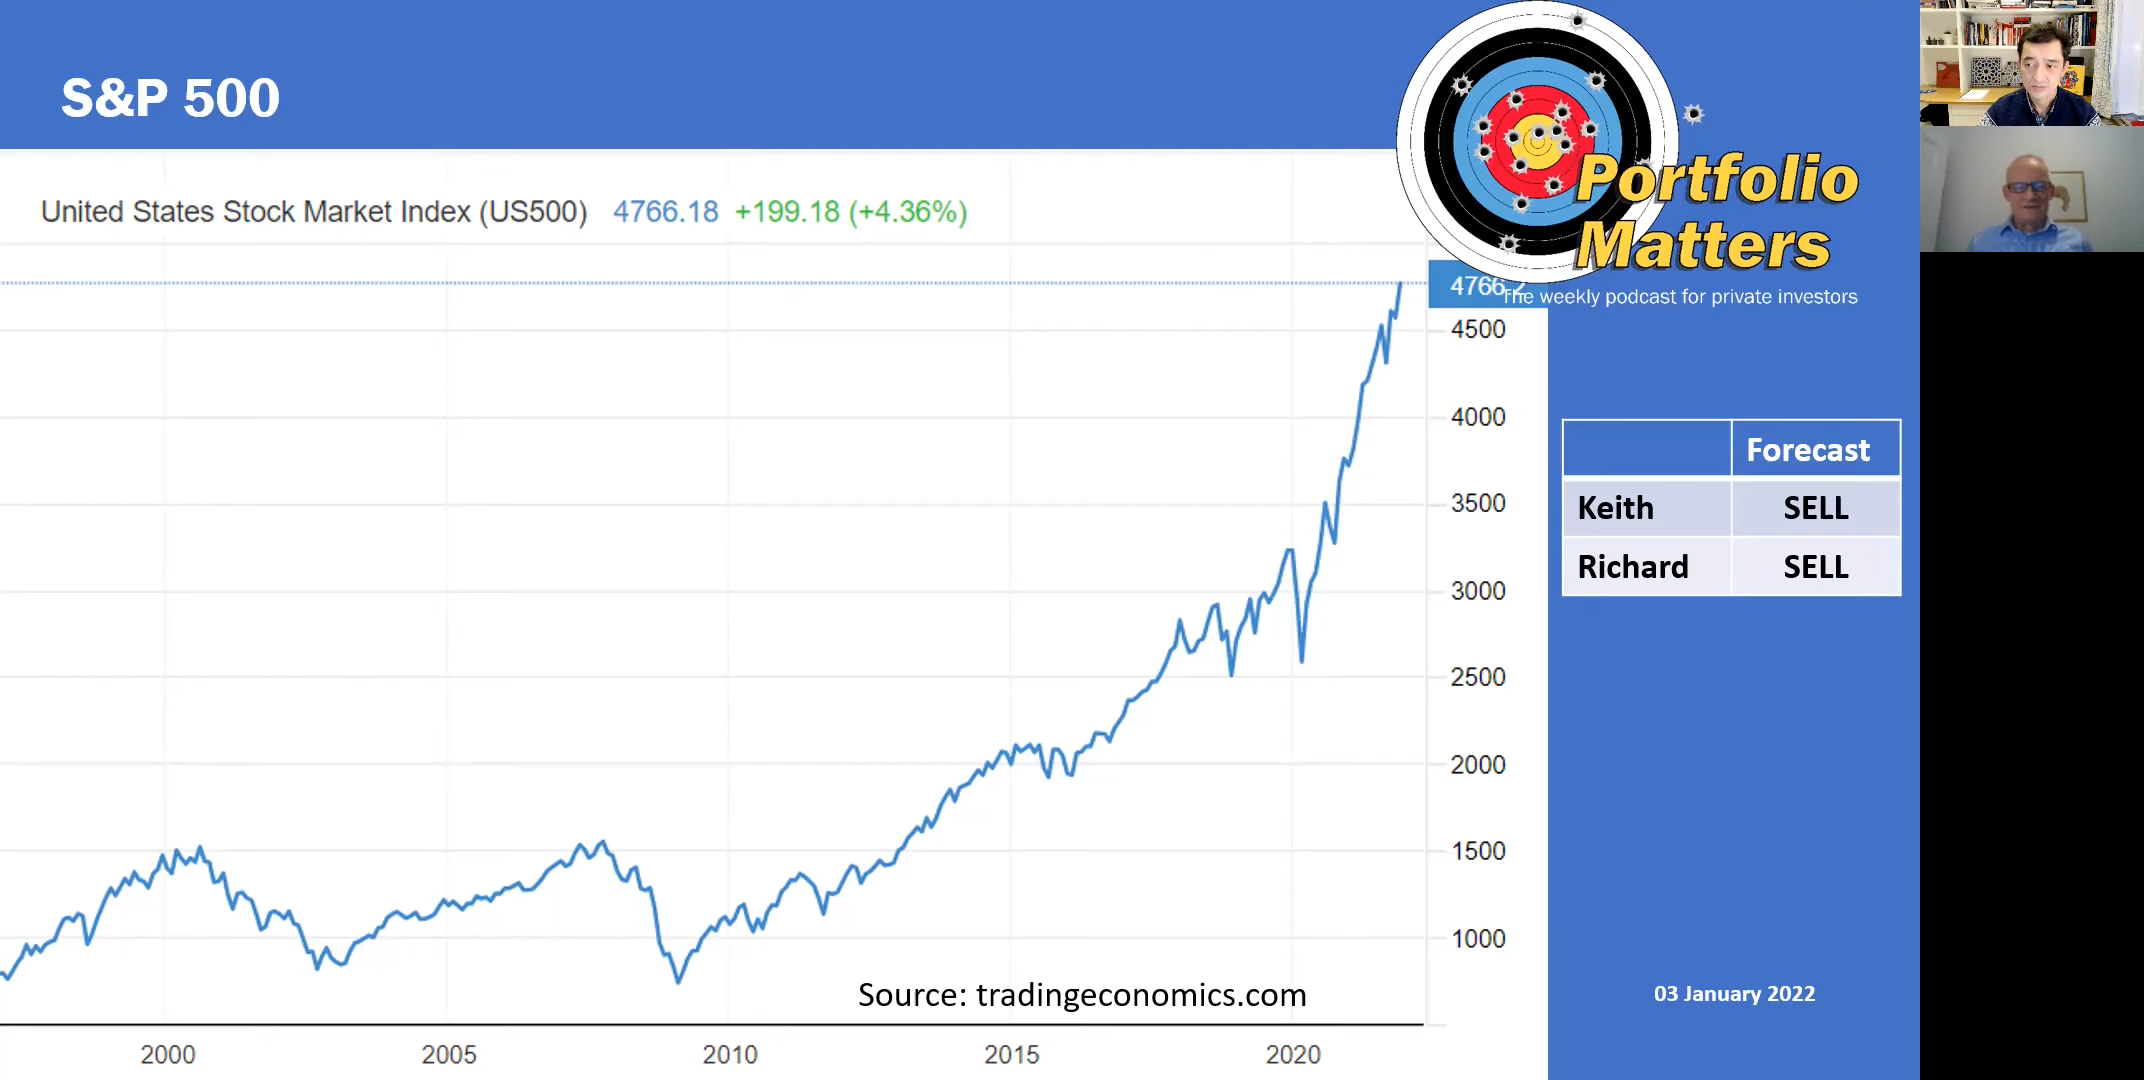 S&P 500
United States Stock Market Index (US500) 4766.18 +199.18 (+4.36%)
Portfolio
Matters
The weekly podcast for private investors
4766.2
4500
4000
3500
3000
2500
2000
1500
1000
2000 2005 2010 2015 2020
Source: tradingeconomics.com
Forecast
Keith SELL
Richard SELL
03 January 2022